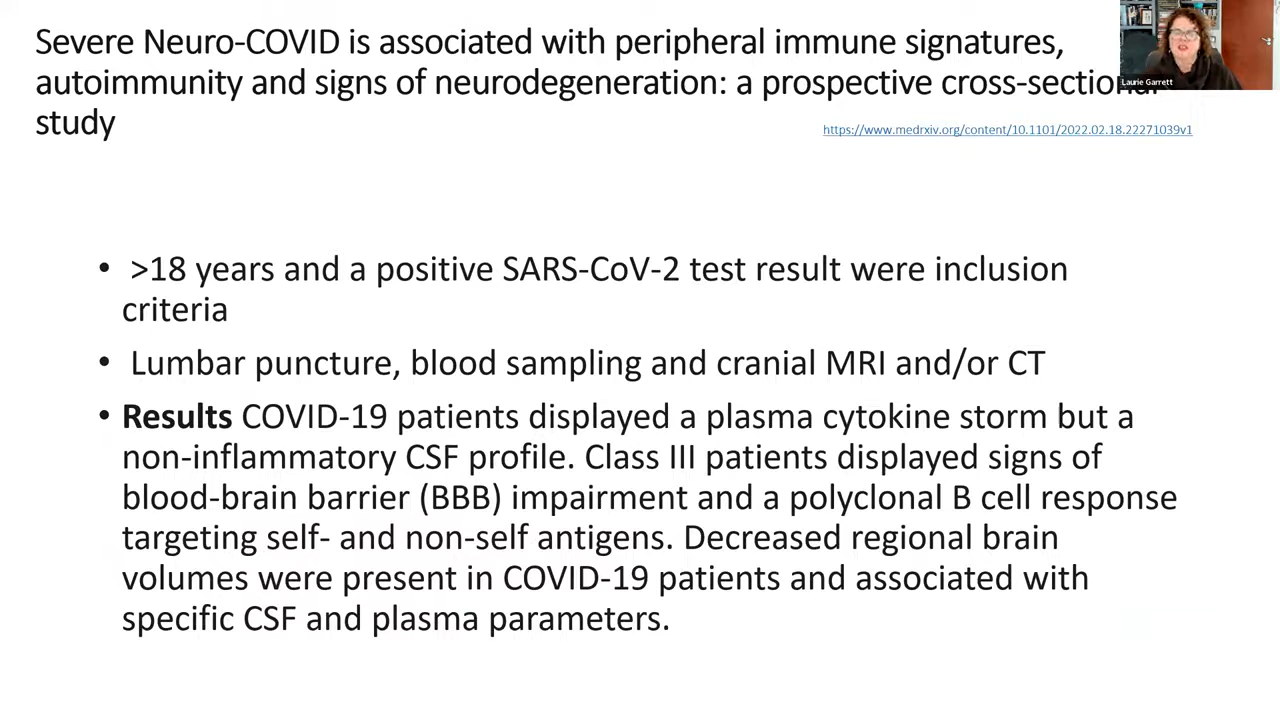 Severe Neuro-COVID is associated with peripheral immune signatures,
autoimmunity and signs of neurodegeneration: a prospective cross-sectional
study
https://www.medrxiv.org/content/10.1101/2022.02.18.22271039v1
Laurie Garrett
• >18 years and a positive SARS-CoV-2 test result were inclusion
criteria
• Lumbar puncture, blood sampling and cranial MRI and/or CT
• Results COVID-19 patients displayed a plasma cytokine storm but a
non-inflammatory CSF profile. Class III patients displayed signs of
blood-brain barrier (BBB) impairment and a polyclonal B cell response
targeting self- and non-self antigens. Decreased regional brain
volumes were present in COVID-19 patients and associated with
specific CSF and plasma parameters.